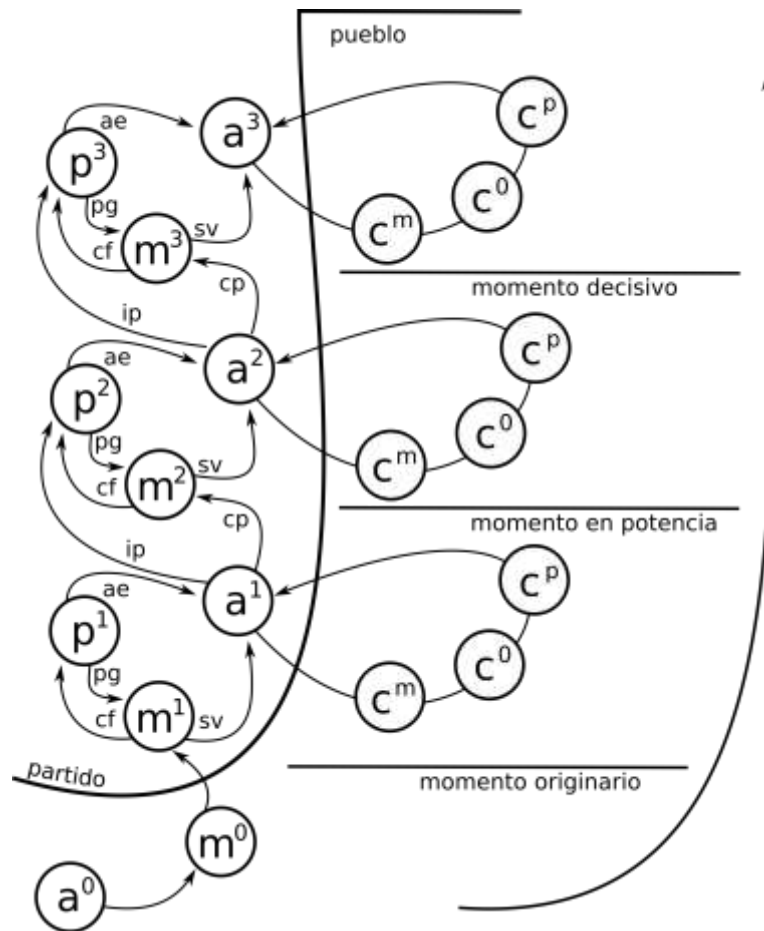 pueblo
ae
a³
p³
cᵖ
c⁰
cᵐ
pg
m³
sv
cf
cp
momento decisivo
ip
ae
a²
p²
cᵖ
c⁰
cᵐ
pg
m²
sv
cf
cp
momento en potencia
ip
ae
a¹
p¹
cᵖ
c⁰
cᵐ
pg
m¹
sv
cf
partido
momento originario
m⁰
a⁰